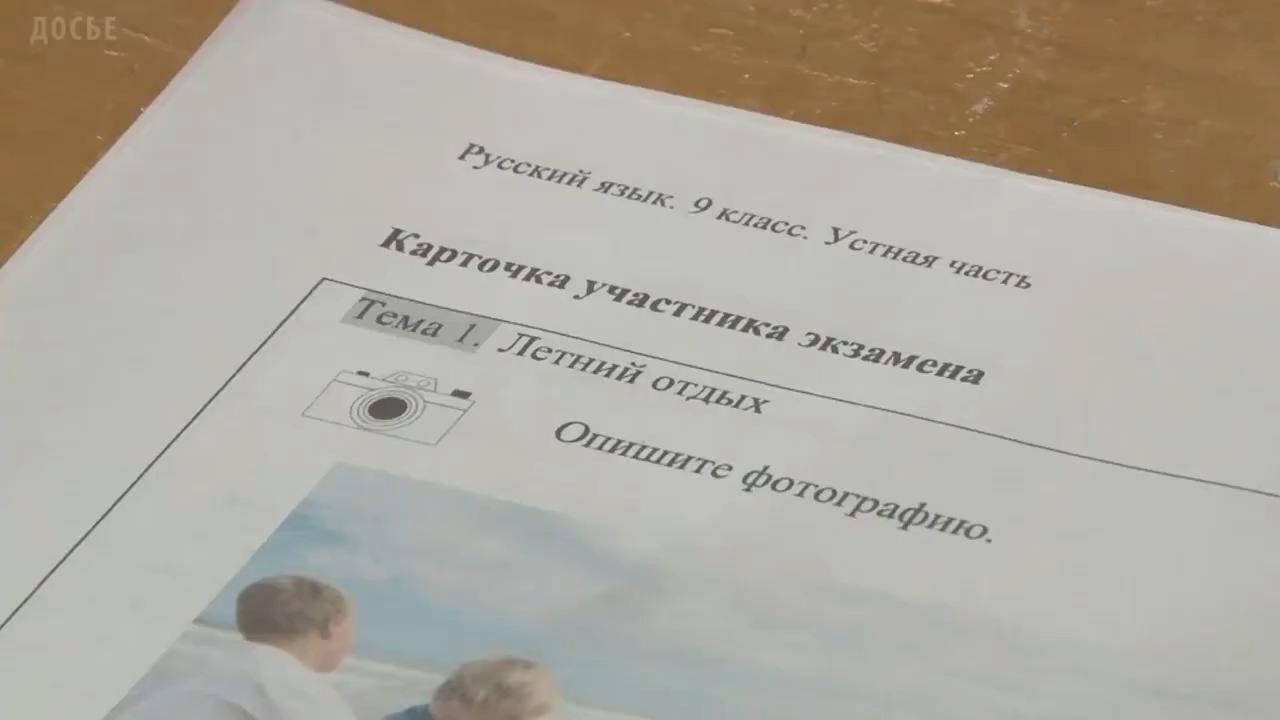 ДОСЬЕ
Русский язык. 9 класс. Устная часть
Карточка участника экзамена
Тема 1. Летний отдых
Опишите фотографию.